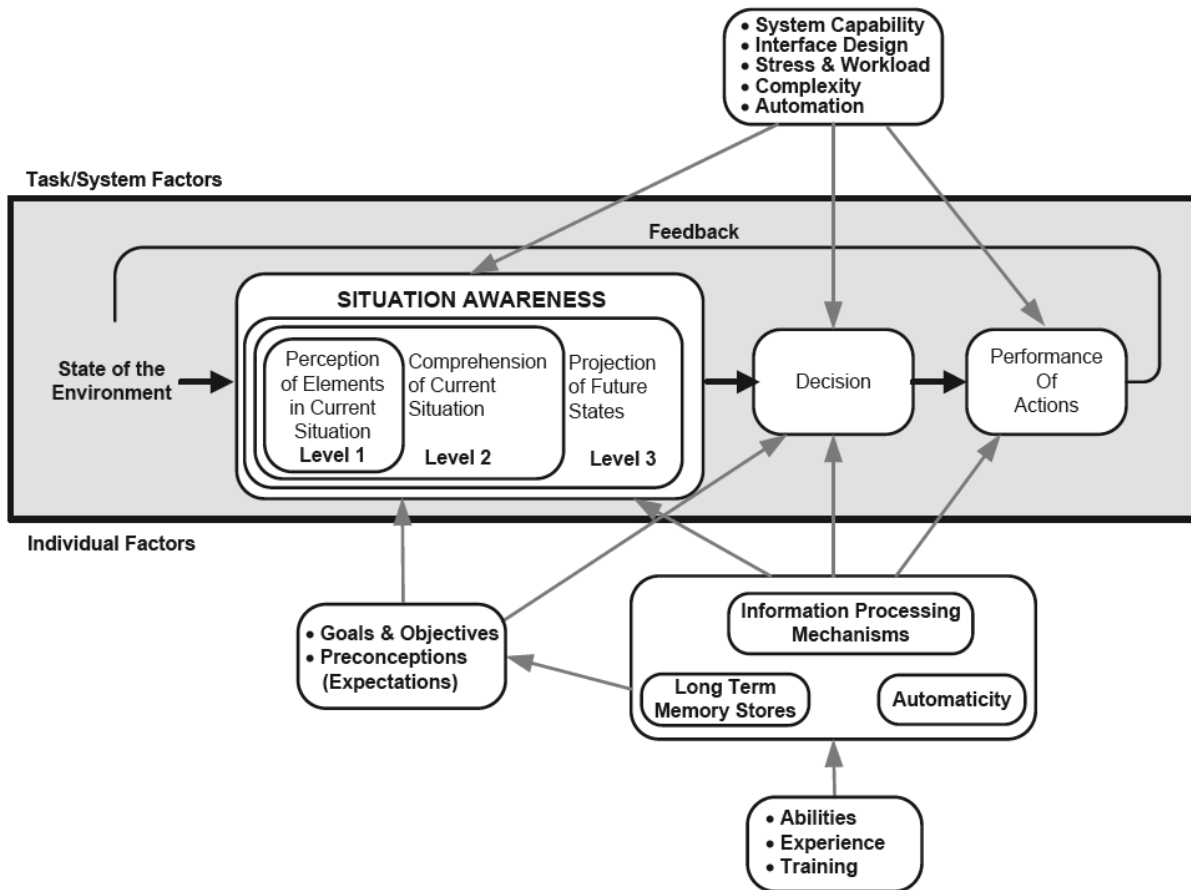 • System Capability
• Interface Design
• Stress & Workload
• Complexity
• Automation
Task/System Factors
Feedback
SITUATION AWARENESS
State of the
Environment
Perception
of Elements
in Current
Situation
Level 1
Comprehension
of Current
Situation
Level 2
Projection
of Future
States
Level 3
Decision
Performance
Of
Actions
Individual Factors
• Goals & Objectives
• Preconceptions
(Expectations)
Information Processing
Mechanisms
Long Term
Memory Stores
Automaticity
• Abilities
• Experience
• Training